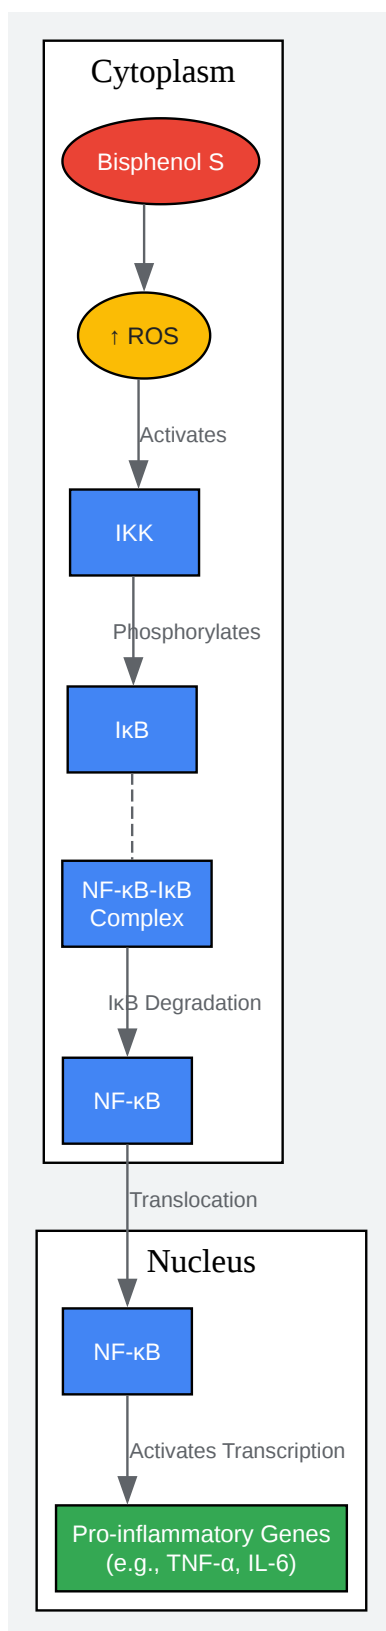 Cytoplasm
Bisphenol S
↑ ROS
Activates
IKK
Phosphorylates
IκB
NF-κB-IκB
Complex
IκB Degradation
NF-κB
Translocation
Nucleus
NF-κB
Activates Transcription
Pro-inflammatory Genes
(e.g., TNF-α, IL-6)